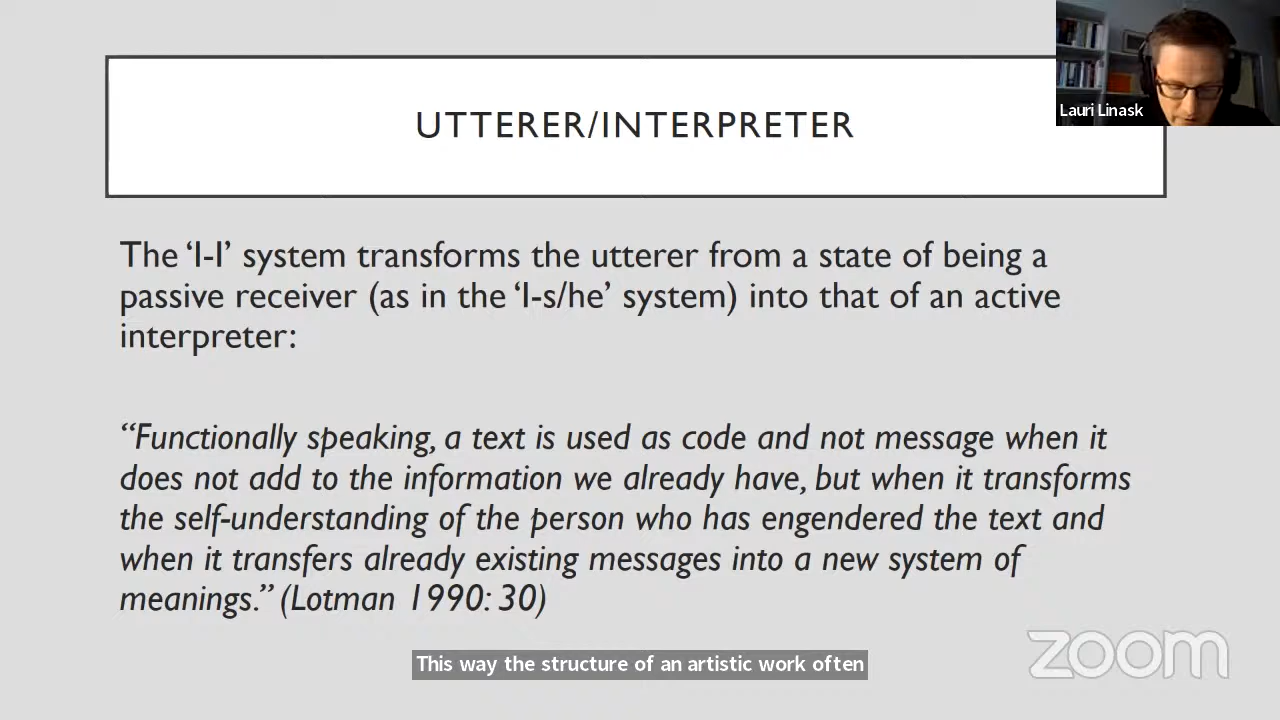 UTTERER/INTERPRETER
Lauri Linask
The ‘I-I’ system transforms the utterer from a state of being a
passive receiver (as in the ‘I-s/he’ system) into that of an active
interpreter:
“Functionally speaking, a text is used as code and not message when it
does not add to the information we already have, but when it transforms
the self-understanding of the person who has engendered the text and
when it transfers already existing messages into a new system of
meanings.” (Lotman 1990: 30)
This way the structure of an artistic work often
zoom